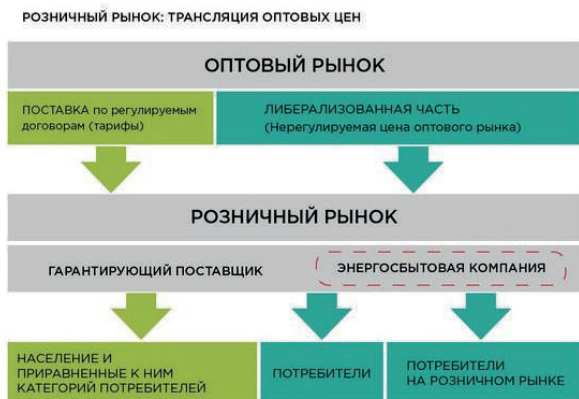 РОЗНИЧНЫЙ РЫНОК: ТРАНСЛЯЦИЯ ОПТОВЫХ ЦЕН
ОПТОВЫЙ РЫНОК
ПОСТАВКА по регулируемым
договорам (тарифы)
ЛИБЕРАЛИЗОВАННАЯ ЧАСТЬ
(Нерегулируемая цена оптового рынка)
РОЗНИЧНЫЙ РЫНОК
ГАРАНТИРУЮЩИЙ ПОСТАВЩИК
ЭНЕРГОСБЫТОВАЯ КОМПАНИЯ
НАСЕЛЕНИЕ И
ПРИРАВНЕННЫЕ К НИМ
КАТЕГОРИЙ ПОТРЕБИТЕЛЕЙ
ПОТРЕБИТЕЛИ
ПОТРЕБИТЕЛИ
НА РОЗНИЧНОМ РЫНКЕ